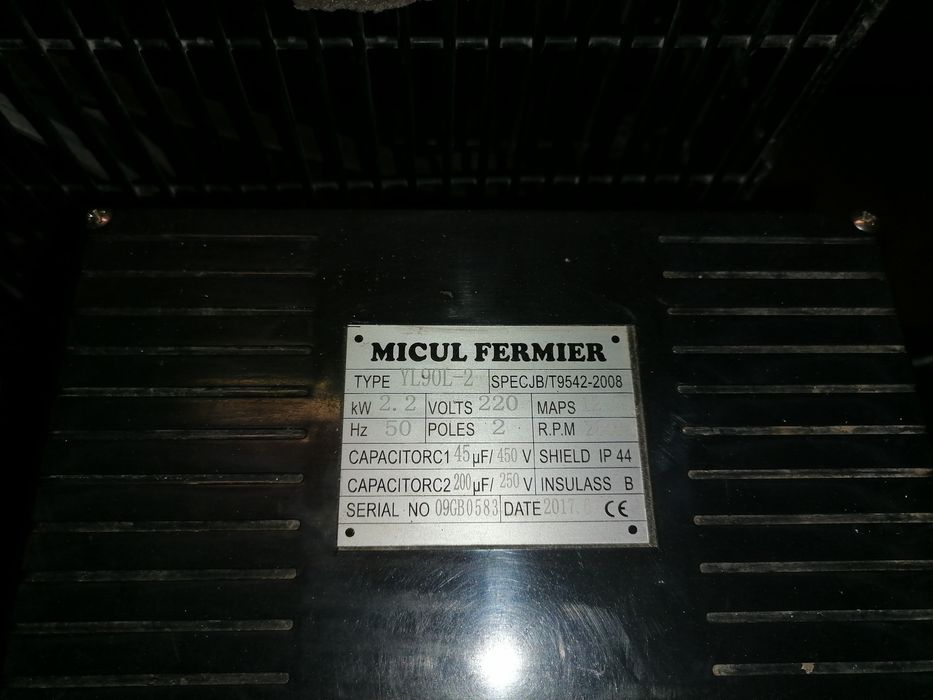 MICUL FERMIER
TYPE YL90L-2 SPECJB/T9542-2008
kW 2.2 VOLTS 220 MAPS
Hz 50 POLES 2 R.P.M
CAPACITORC1 45 μF/ 450 V SHIELD IP 44
CAPACITORC2 200 μF/ 250 V INSULASS B
SERIAL NO 09GB0583 DATE 2017. CE